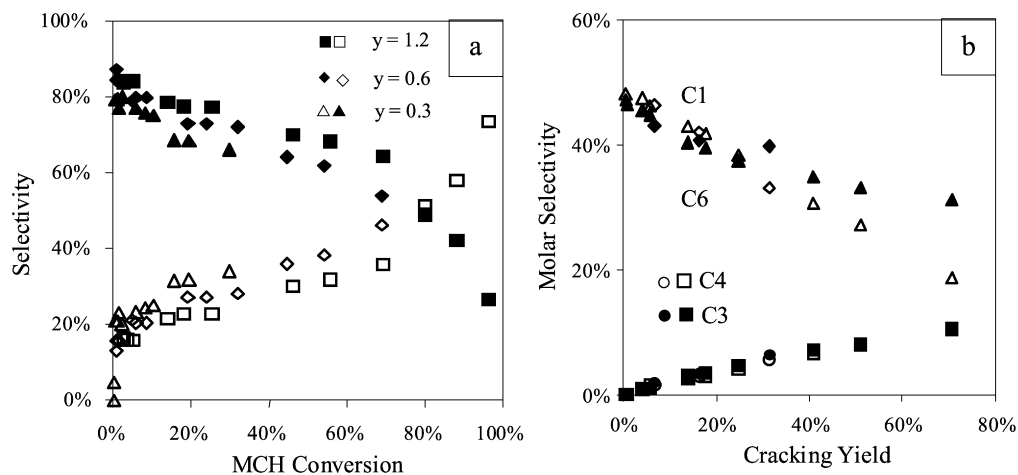 a
100%
80%
60%
40%
20%
0%
Selectivity
y = 1.2
y = 0.6
y = 0.3
0% 20% 40% 60% 80% 100%
MCH Conversion
b
60%
40%
20%
0%
Molar Selectivity
C1
C6
C4
C3
0% 20% 40% 60% 80%
Cracking Yield